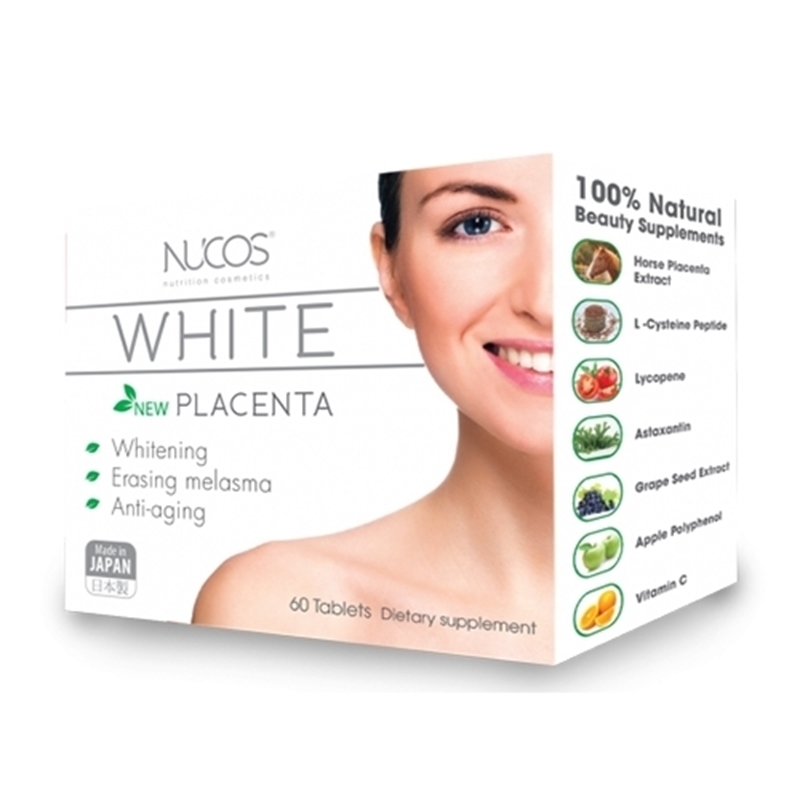 NUCOS®
nutrition cosmetics
WHITE
NEW PLACENTA
Whitening
Erasing melasma
Anti-aging
Made in
JAPAN
日本製
60 Tablets Dietary supplement
100% Natural
Beauty Supplements
Horse Placenta
Extract
L-Cysteine Peptide
Lycopene
Astaxantin
Grape Seed Extract
Apple Polyphenol
Vitamin C